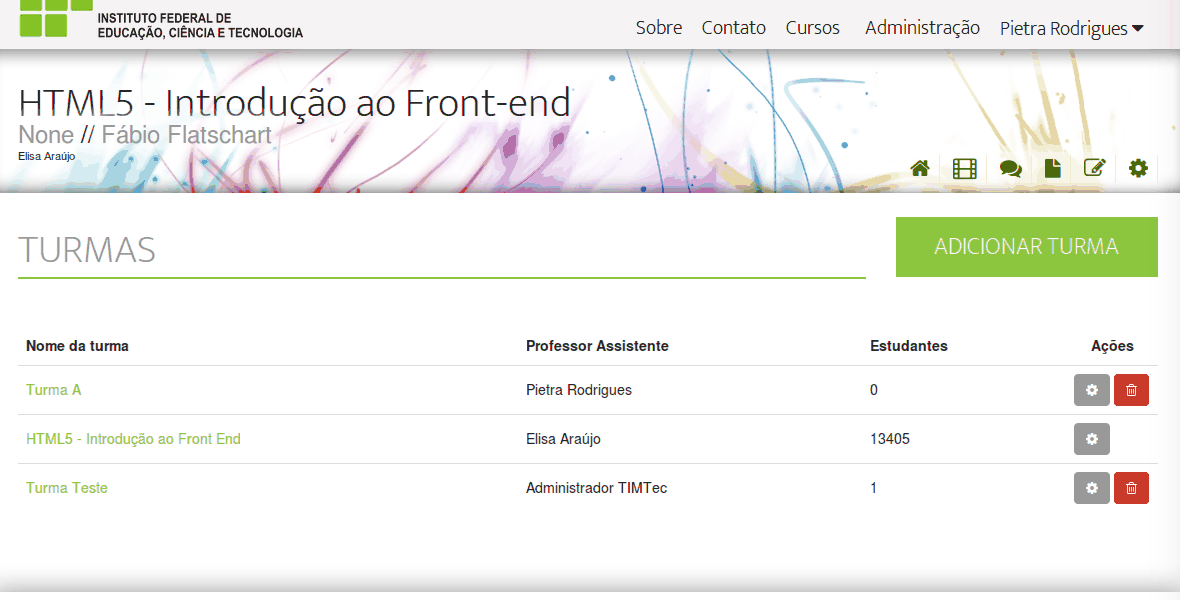 INSTITUTO FEDERAL DE
EDUCAÇÃO, CIÊNCIA E TECNOLOGIA
Sobre Contato Cursos Administração Pietra Rodrigues
HTML5 - Introdução ao Front-end
None // Fábio Flatschart
Elisa Araújo
TURMAS
ADICIONAR TURMA
Nome da turma Professor Assistente Estudantes Ações
Turma A Pietra Rodrigues 0
HTML5 - Introdução ao Front End Elisa Araújo 13405
Turma Teste Administrador TIMTec 1